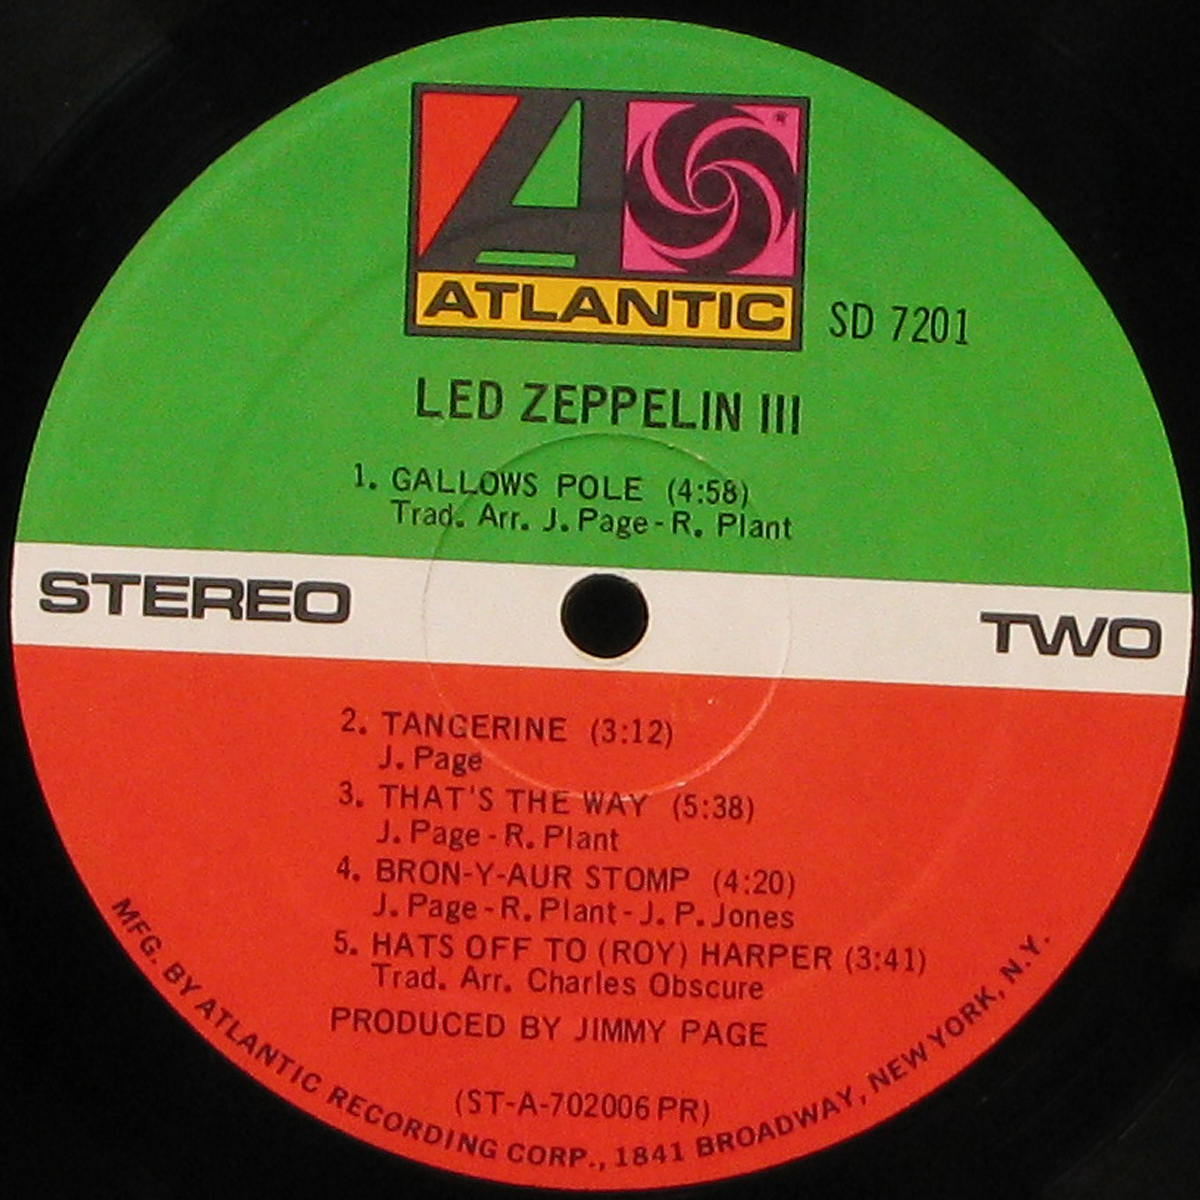 ATLANTIC
SD 7201
LED ZEPPELIN III
1. GALLOWS POLE (4:58)
Trad. Arr. J. Page - R. Plant
STEREO
TWO
2. TANGERINE (3:12)
J. Page
3. THAT'S THE WAY (5:38)
J. Page - R. Plant
4. BRON-Y-AUR STOMP (4:20)
J. Page - R. Plant - J. P. Jones
5. HATS OFF TO (ROY) HARPER (3:41)
Trad. Arr. Charles Obscure
PRODUCED BY JIMMY PAGE
(ST-A-702006 PR)
MFG. BY ATLANTIC RECORDING CORP., 1841 BROADWAY, NEW YORK, N.Y.